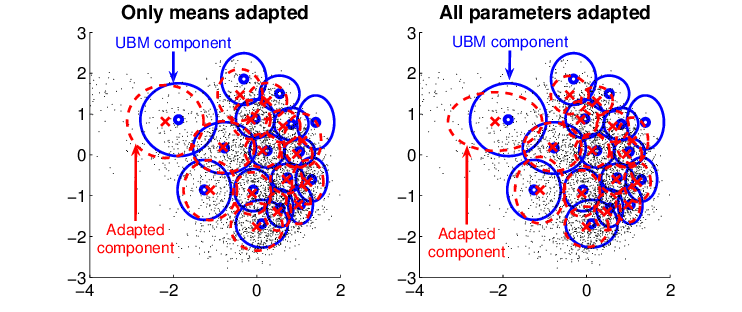 Only means adapted
All parameters adapted
3
2
1
0
−1
−2
−3
−4
−2
0
2
UBM component
Adapted
component
3
2
1
0
−1
−2
−3
−4
−2
0
2
UBM component
Adapted
component